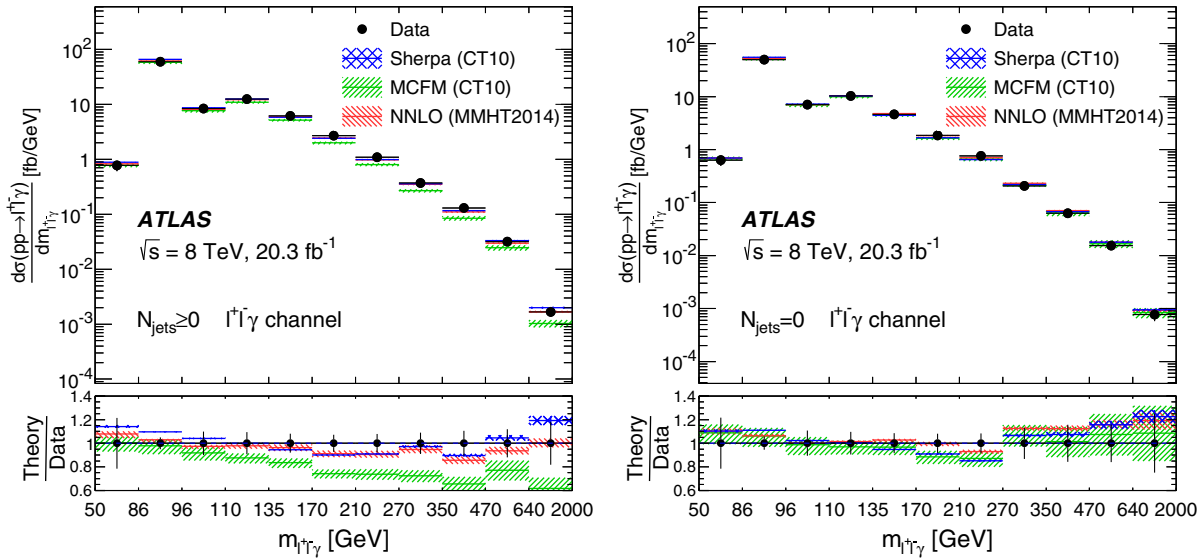 dσ(pp→l⁺l⁻γ) / dm_{l⁺l⁻γ} [fb/GeV]
10²
10
1
10⁻¹
10⁻²
10⁻³
10⁻⁴
Data
Sherpa (CT10)
MCFM (CT10)
NNLO (MMHT2014)
ATLAS
√s = 8 TeV, 20.3 fb⁻¹
N_{jets}≥0 l⁺l⁻γ channel
Theory / Data
1.4
1.2
1
0.8
0.6
50 86 96 110 135 170 210 270 350 470 640 2000
m_{l⁺l⁻γ} [GeV]
dσ(pp→l⁺l⁻γ) / dm_{l⁺l⁻γ} [fb/GeV]
10²
10
1
10⁻¹
10⁻²
10⁻³
10⁻⁴
Data
Sherpa (CT10)
MCFM (CT10)
NNLO (MMHT2014)
ATLAS
√s = 8 TeV, 20.3 fb⁻¹
N_{jets}=0 l⁺l⁻γ channel
Theory / Data
1.4
1.2
1
0.8
0.6
50 86 96 110 135 170 210 270 350 470 640 2000
m_{l⁺l⁻γ} [GeV]